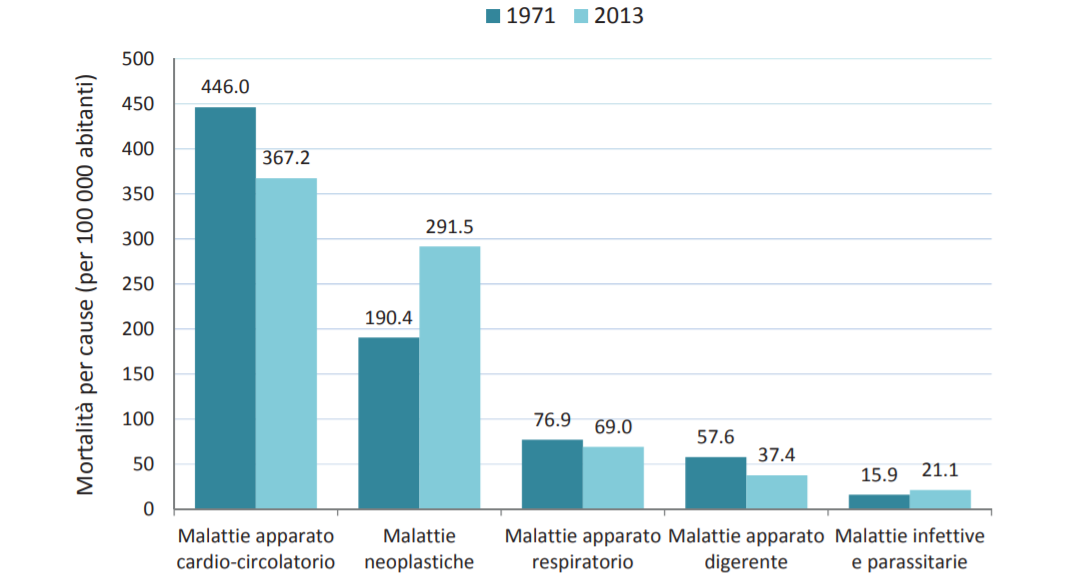 1971 2013
Mortalità per cause (per 100 000 abitanti)
500
450
400
350
300
250
200
150
100
50
0
446.0
367.2
190.4
291.5
76.9
69.0
57.6
37.4
15.9
21.1
Malattie apparato
cardio-circolatorio
Malattie
neoplastiche
Malattie apparato
respiratorio
Malattie apparato
digerente
Malattie infettive
e parassitarie